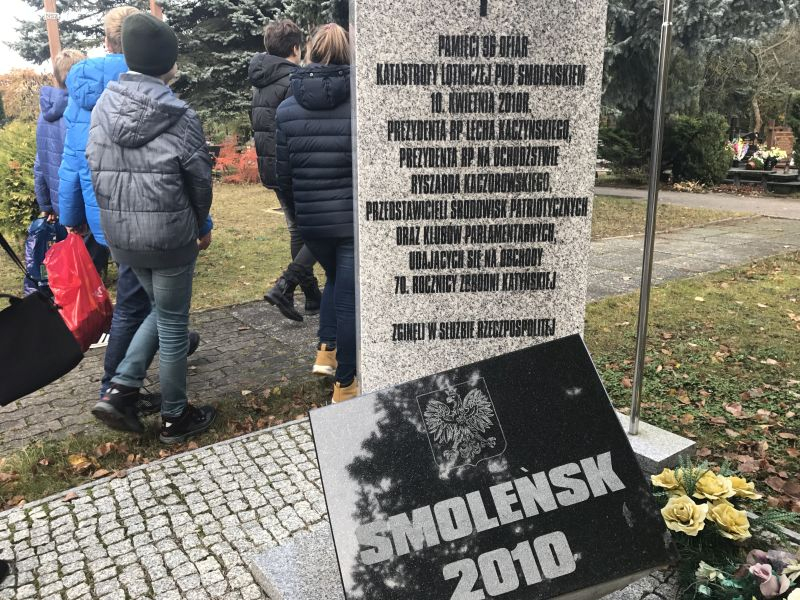 PAMIĘCI 96 OFIAR
KATASTROFY LOTNICZEJ POD SMOLEŃSKIEM
10. KWIETNIA 2010R.
PREZYDENTA RP LECHA KACZYŃSKIEGO,
PREZYDENTA RP NA UCHODŹSTWIE
RYSZARDA KACZOROWSKIEGO,
PRZEDSTAWICIELI ŚRODOWISK PATRIOTYCZNYCH
ORAZ KLUBÓW PARLAMENTARNYCH,
UDAJĄCYCH SIĘ NA OBCHODY
70. ROCZNICY ZBRODNI KATYŃSKIEJ
ZGINĘLI W SŁUŻBIE RZECZPOSPOLITEJ
SMOLEŃSK
2010